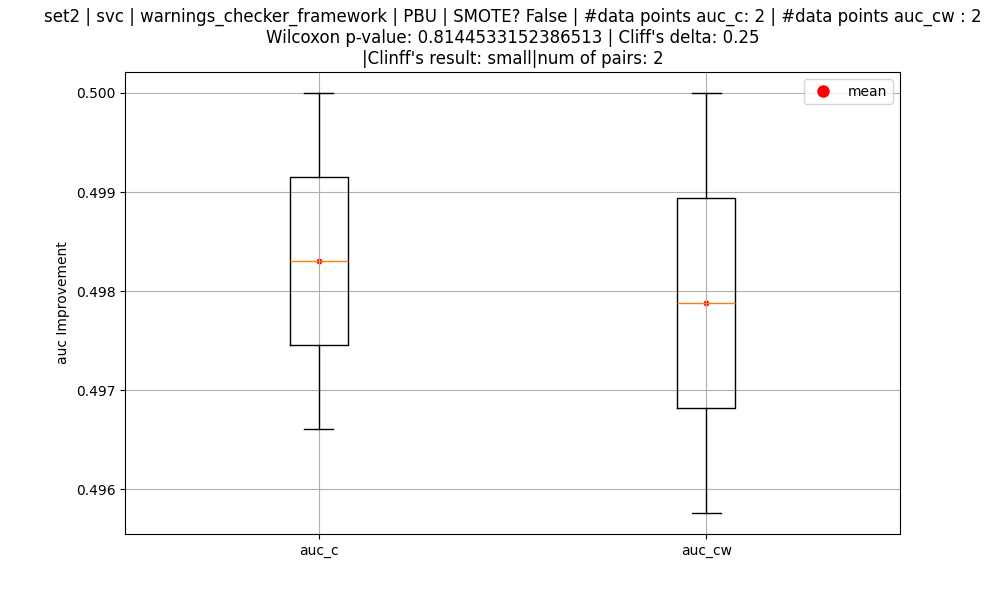 set2 | svc | warnings_checker_framework | PBU | SMOTE? False | #data points auc_c: 2 | #data points auc_cw : 2
Wilcoxon p-value: 0.8144533152386513 | Cliff's delta: 0.25
|Clinff's result: small|num of pairs: 2
mean
0.500
0.499
0.498
0.497
0.496
auc Improvement
auc_c
auc_cw